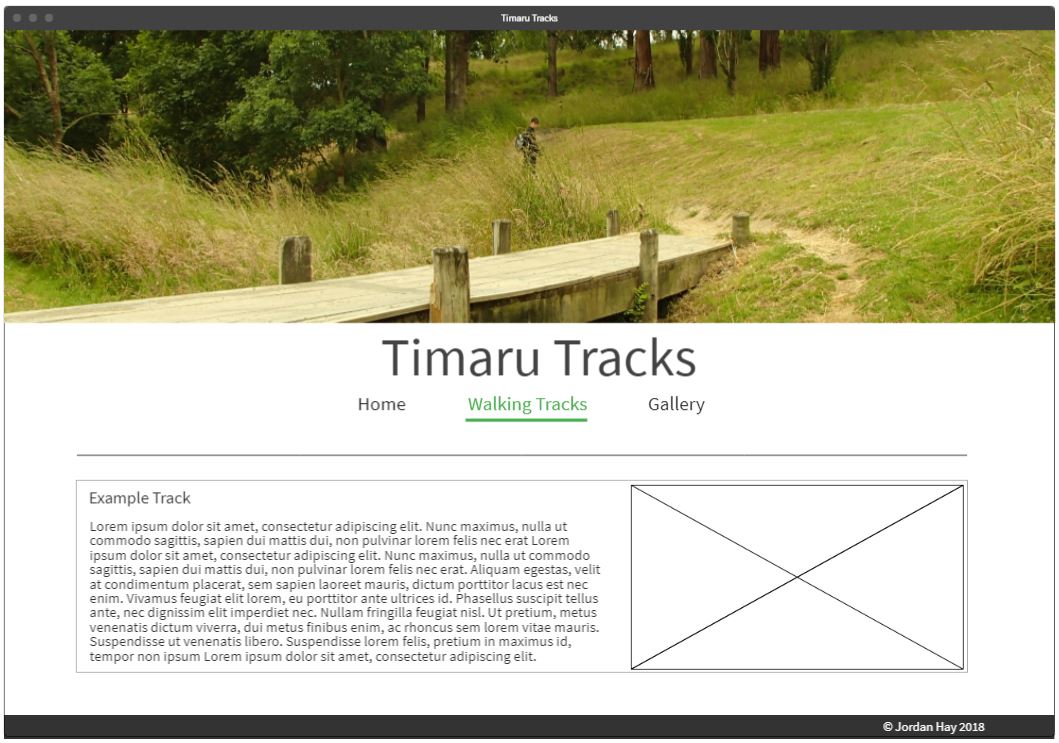 Timaru Tracks
Timaru Tracks
Home Walking Tracks Gallery
Example Track
Lorem ipsum dolor sit amet, consectetur adipiscing elit. Nunc maximus, nulla ut
commodo sagittis, sapien dui mattis dui, non pulvinar lorem felis nec erat Lorem
ipsum dolor sit amet, consectetur adipiscing elit. Nunc maximus, nulla ut commodo
sagittis, sapien dui mattis dui, non pulvinar lorem felis nec erat. Aliquam egestas, velit
at condimentum placerat, sem sapien laoreet mauris, dictum porttitor lacus est nec
enim. Vivamus feugiat elit lorem, eu porttitor ante ultrices id. Phasellus suscipit tellus
ante, nec dignissim elit imperdiet nec. Nullam fringilla feugiat nisl. Ut pretium, metus
venenatis dictum viverra, dui metus finibus enim, ac rhoncus sem lorem vitae mauris.
Suspendisse ut venenatis libero. Suspendisse lorem felis, pretium in maximus id,
tempor non ipsum Lorem ipsum dolor sit amet, consectetur adipiscing elit.
© Jordan Hay 2018